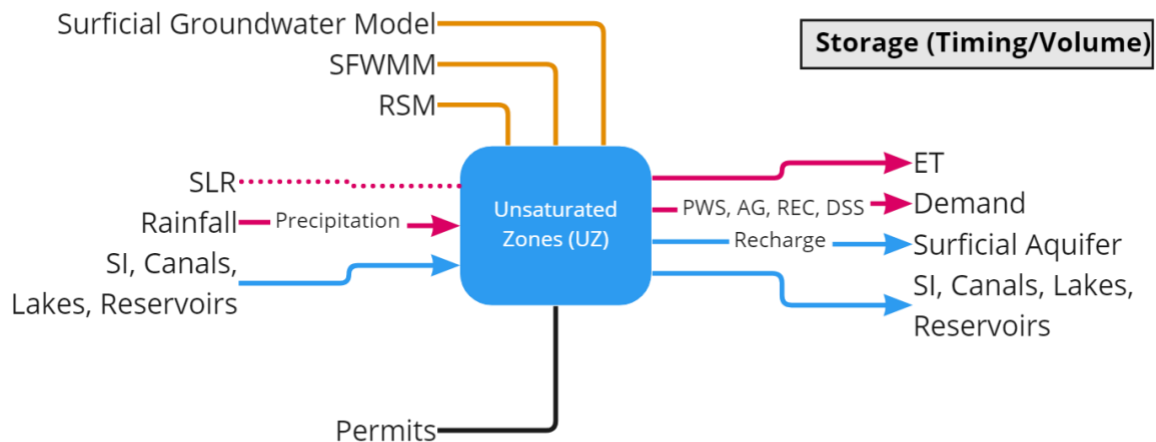 Surficial Groundwater Model
Storage (Timing/Volume)
SFWMM
RSM
SLR
Rainfall
Precipitation
SI, Canals,
Lakes, Reservoirs
Unsaturated
Zones (UZ)
ET
PWS, AG, REC, DSS
Demand
Recharge
Surficial Aquifer
SI, Canals, Lakes,
Reservoirs
Permits